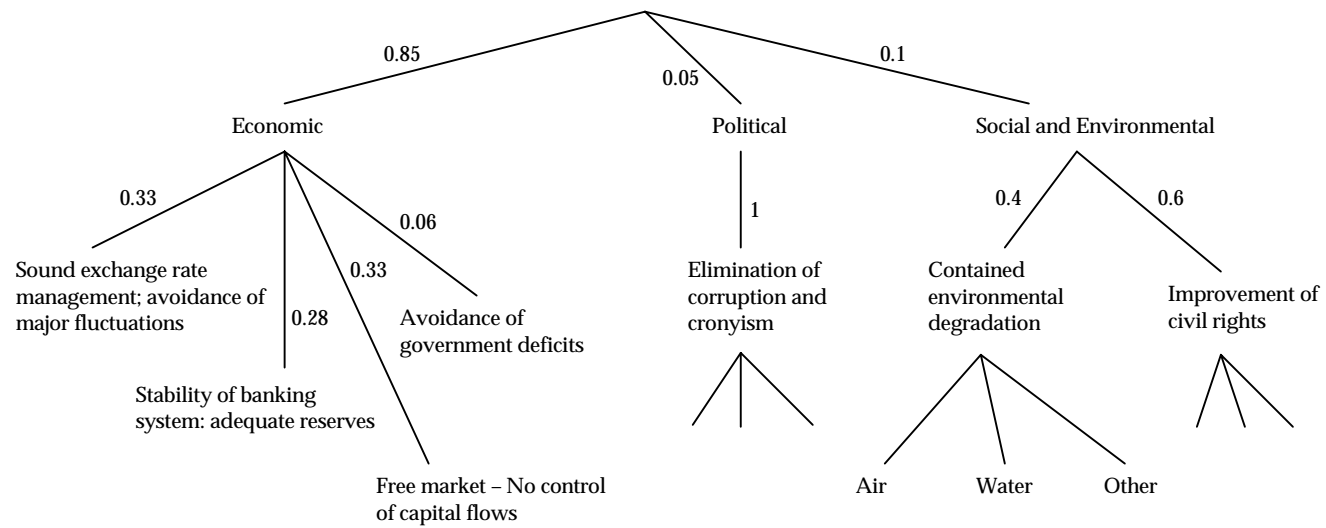 0.85
0.05
0.1
Economic
Political
Social and Environmental
0.33
0.28
0.33
0.06
1
0.4
0.6
Sound exchange rate
management; avoidance of
major fluctuations
Stability of banking
system: adequate reserves
Free market – No control
of capital flows
Avoidance of
government deficits
Elimination of
corruption and
cronyism
Contained
environmental
degradation
Improvement of
civil rights
Air
Water
Other